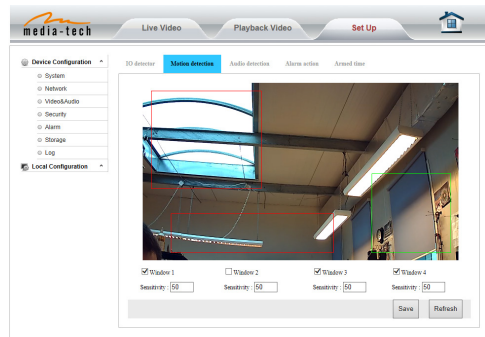 media-tech
Live Video
Playback Video
Set Up
Device Configuration
System
Network
Video&Audio
Security
Alarm
Storage
Log
Local Configuration
IO detector Motion detection Audio detection Alarm action Armed time
Window 1 Window 2 Window 3 Window 4
Sensitivity : 50 Sensitivity : 50 Sensitivity : 50 Sensitivity : 50
Save Refresh